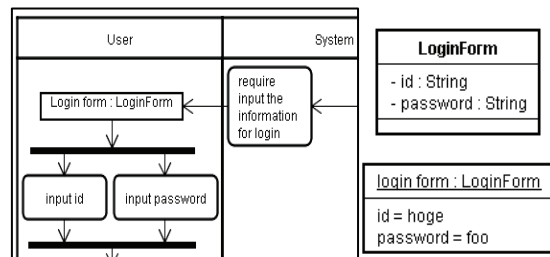 User
System
Login form : LoginForm
require
input the
information
for login
input id
input password
LoginForm
- id : String
- password : String
login form : LoginForm
id = hoge
password = foo